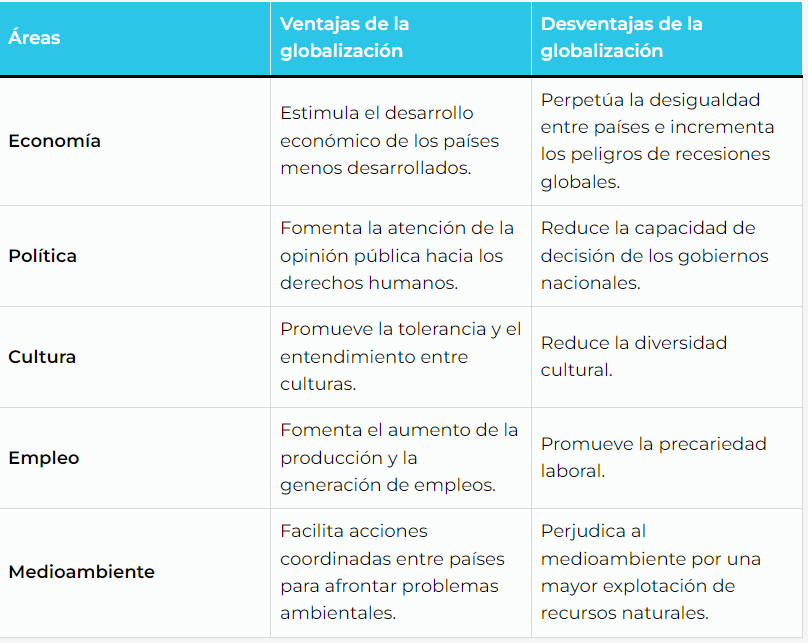 Áreas
Ventajas de la
globalización
Desventajas de la
globalización
Economía
Estimula el desarrollo
económico de los países
menos desarrollados.
Perpetúa la desigualdad
entre países e incrementa
los peligros de recesiones
globales.
Política
Fomenta la atención de la
opinión pública hacia los
derechos humanos.
Reduce la capacidad de
decisión de los gobiernos
nacionales.
Cultura
Promueve la tolerancia y el
entendimiento entre
culturas.
Reduce la diversidad
cultural.
Empleo
Fomenta el aumento de la
producción y la
generación de empleos.
Promueve la precariedad
laboral.
Medioambiente
Facilita acciones
coordinadas entre países
para afrontar problemas
ambientales.
Perjudica al
medioambiente por una
mayor explotación de
recursos naturales.